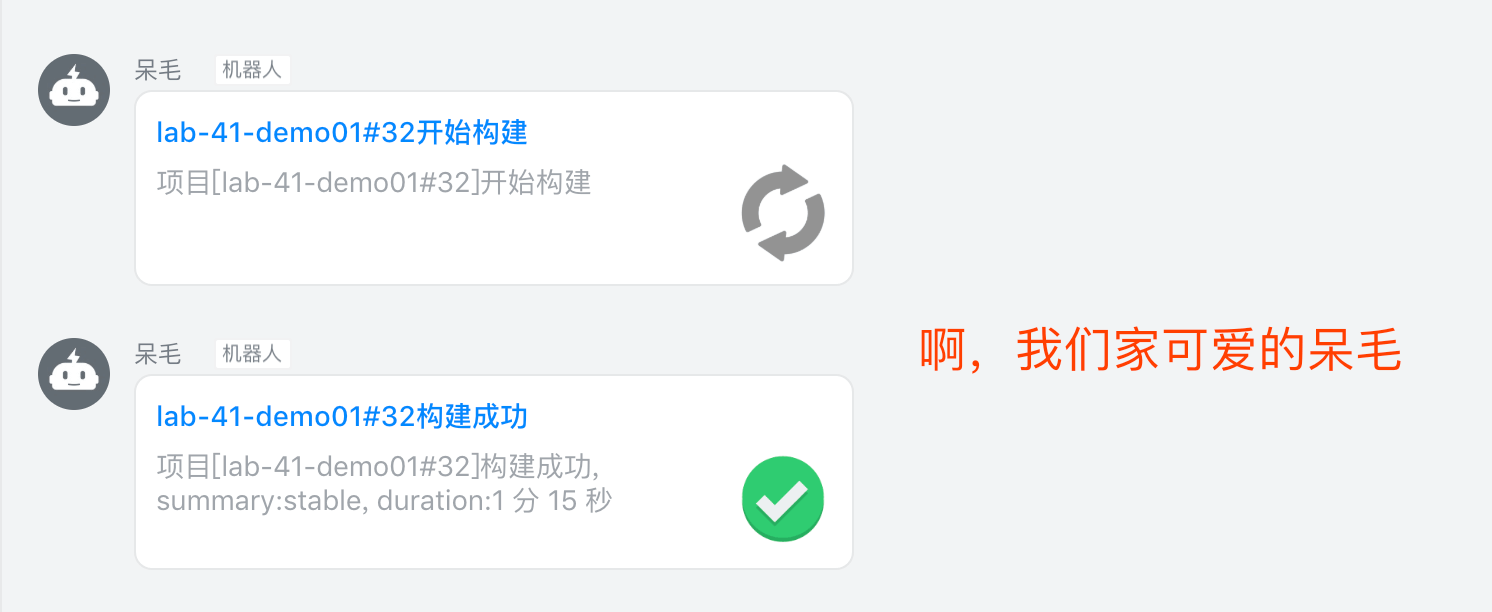 呆毛 机器人
lab-41-demo01#32开始构建
项目[lab-41-demo01#32]开始构建
呆毛 机器人
lab-41-demo01#32构建成功
项目[lab-41-demo01#32]构建成功,
summary:stable, duration:1 分 15 秒
啊，我们家可爱的呆毛